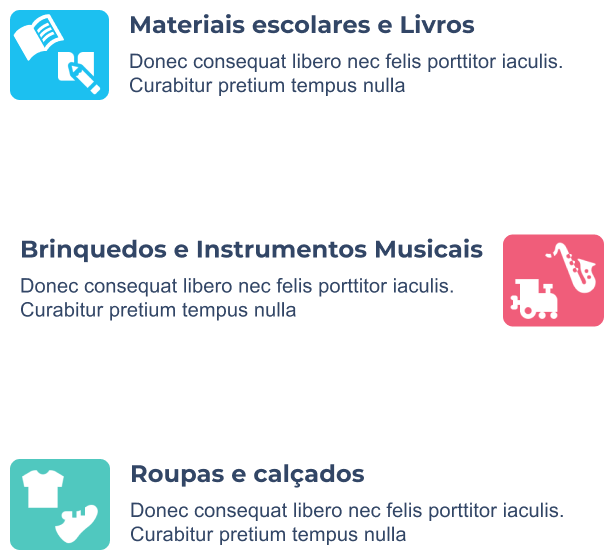 Materiais escolares e Livros
Donec consequat libero nec felis porttitor iaculis.
Curabitur pretium tempus nulla
Brinquedos e Instrumentos Musicais
Donec consequat libero nec felis porttitor iaculis.
Curabitur pretium tempus nulla
Roupas e calçados
Donec consequat libero nec felis porttitor iaculis.
Curabitur pretium tempus nulla